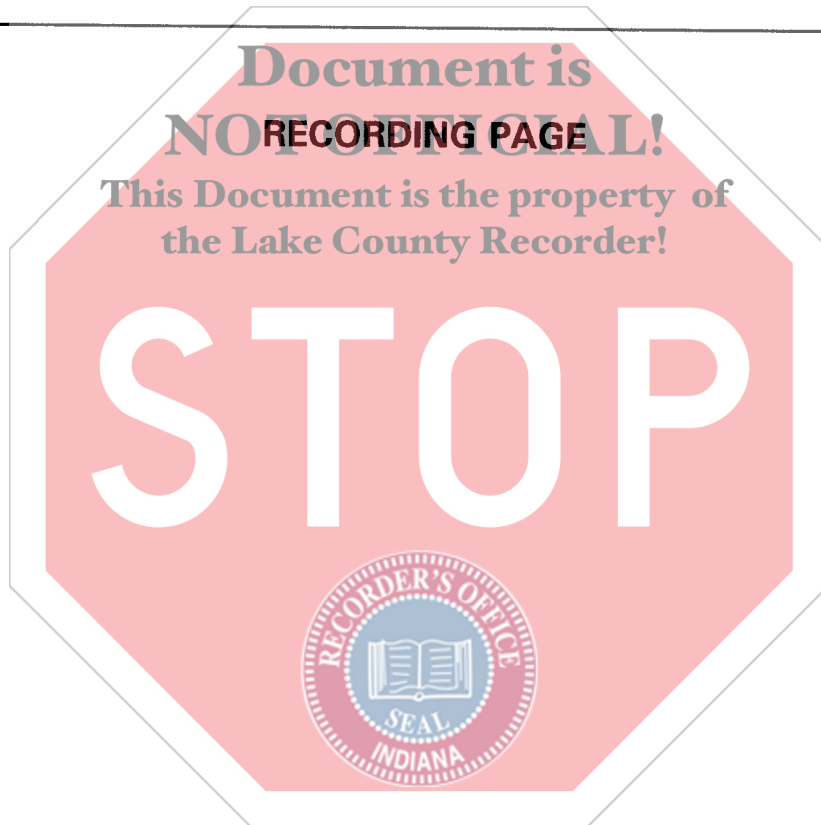 Document is
NOT OFFICIAL!
RECORDING PAGE
This Document is the property of
the Lake County Recorder!
STOP
RECORDER'S OFFICE
SEAL
INDIANA